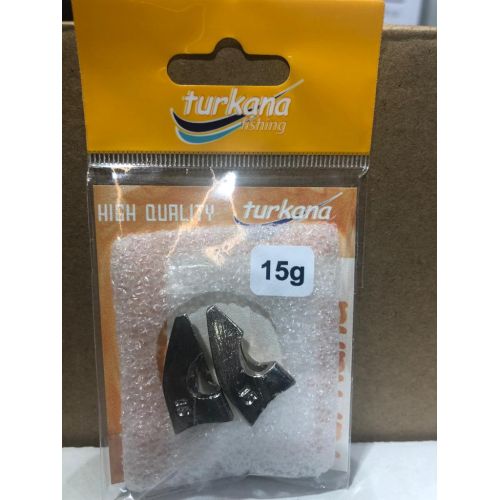 turkana
fishing
HIGH QUALITY
turkana
15g